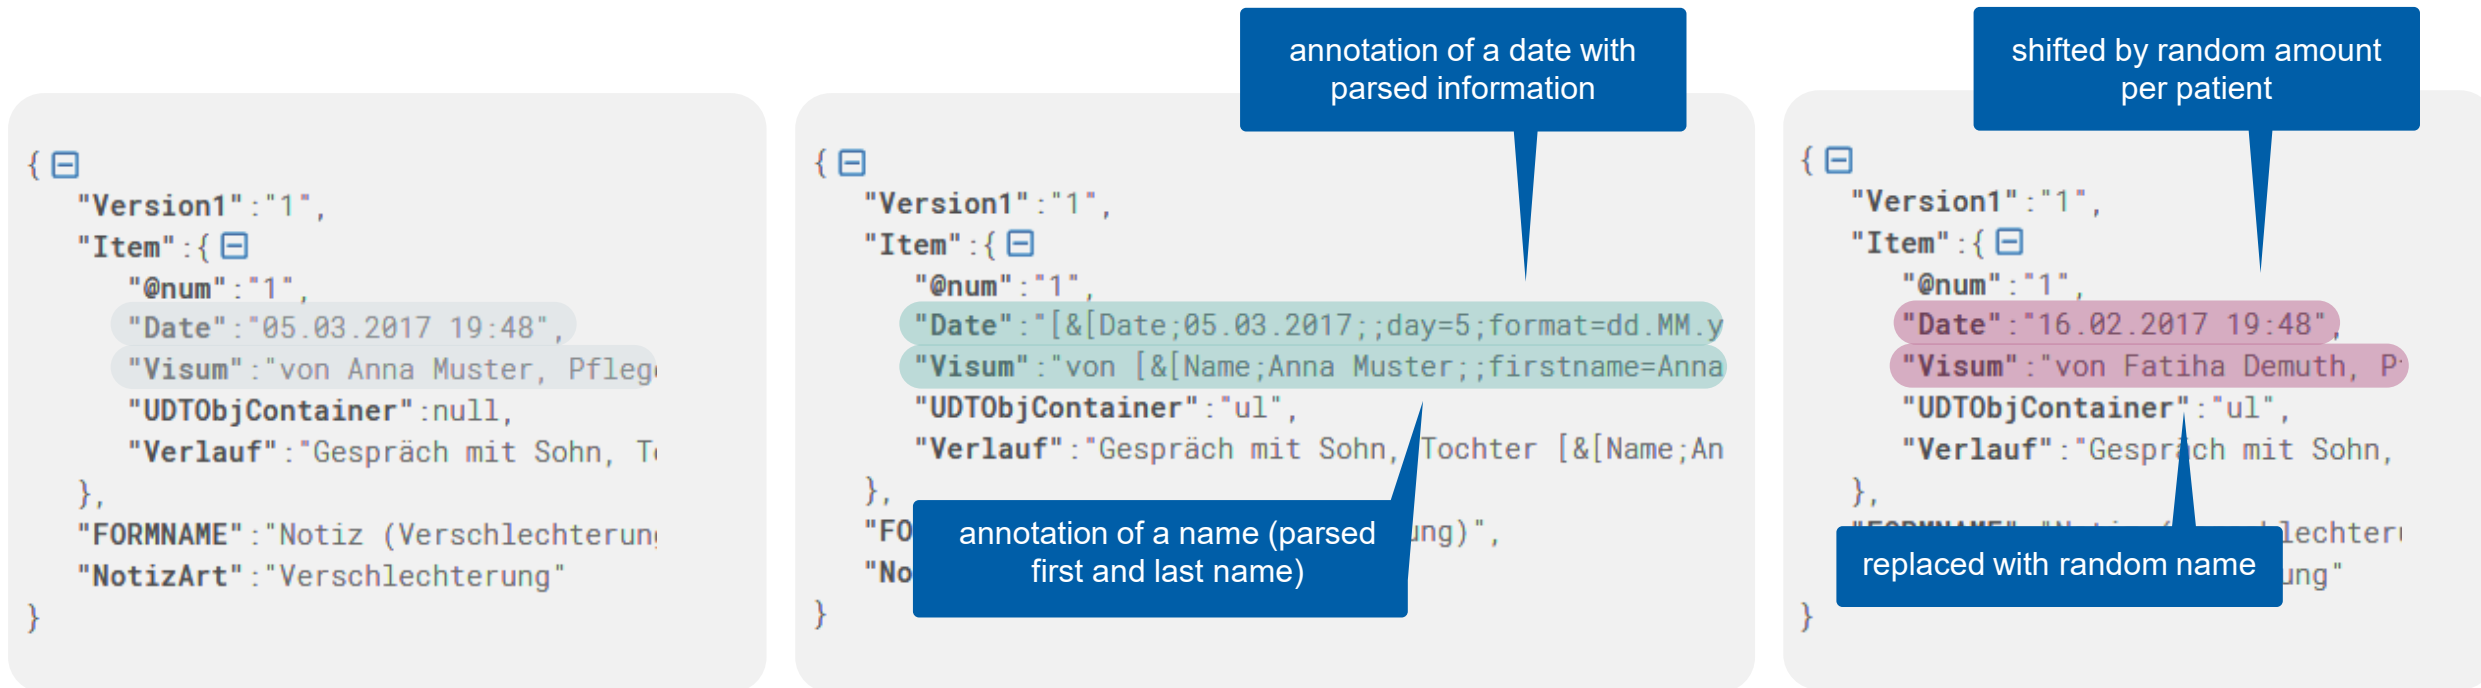 annotation of a date with
parsed information
shifted by random amount
per patient
{
"Version1":"1",
"Item":{
"@num":"1",
"Date":"05.03.2017 19:48",
"Visum":"von Anna Muster, Pfleg
"UDTObjContainer":null,
"Verlauf":"Gespräch mit Sohn, T
},
"FORMNAME":"Notiz (Verschlechterung
"NotizArt":"Verschlechterung"
}
{
"Version1":"1",
"Item":{
"@num":"1",
"Date":"[&[Date;05.03.2017;;day=5;format=dd.MM.y
"Visum":"von [&[Name;Anna Muster;;firstname=Anna
"UDTObjContainer":"ul",
"Verlauf":"Gespräch mit Sohn, Tochter [&[Name;An
},
"FO ung)",
"No
}
annotation of a name (parsed
first and last name)
{
"Version1":"1",
"Item":{
"@num":"1",
"Date":"16.02.2017 19:48",
"Visum":"von Fatiha Demuth, P
"UDTObjContainer":"ul",
"Verlauf":"Gespräch mit Sohn,
},
lechter
ung"
}
replaced with random name